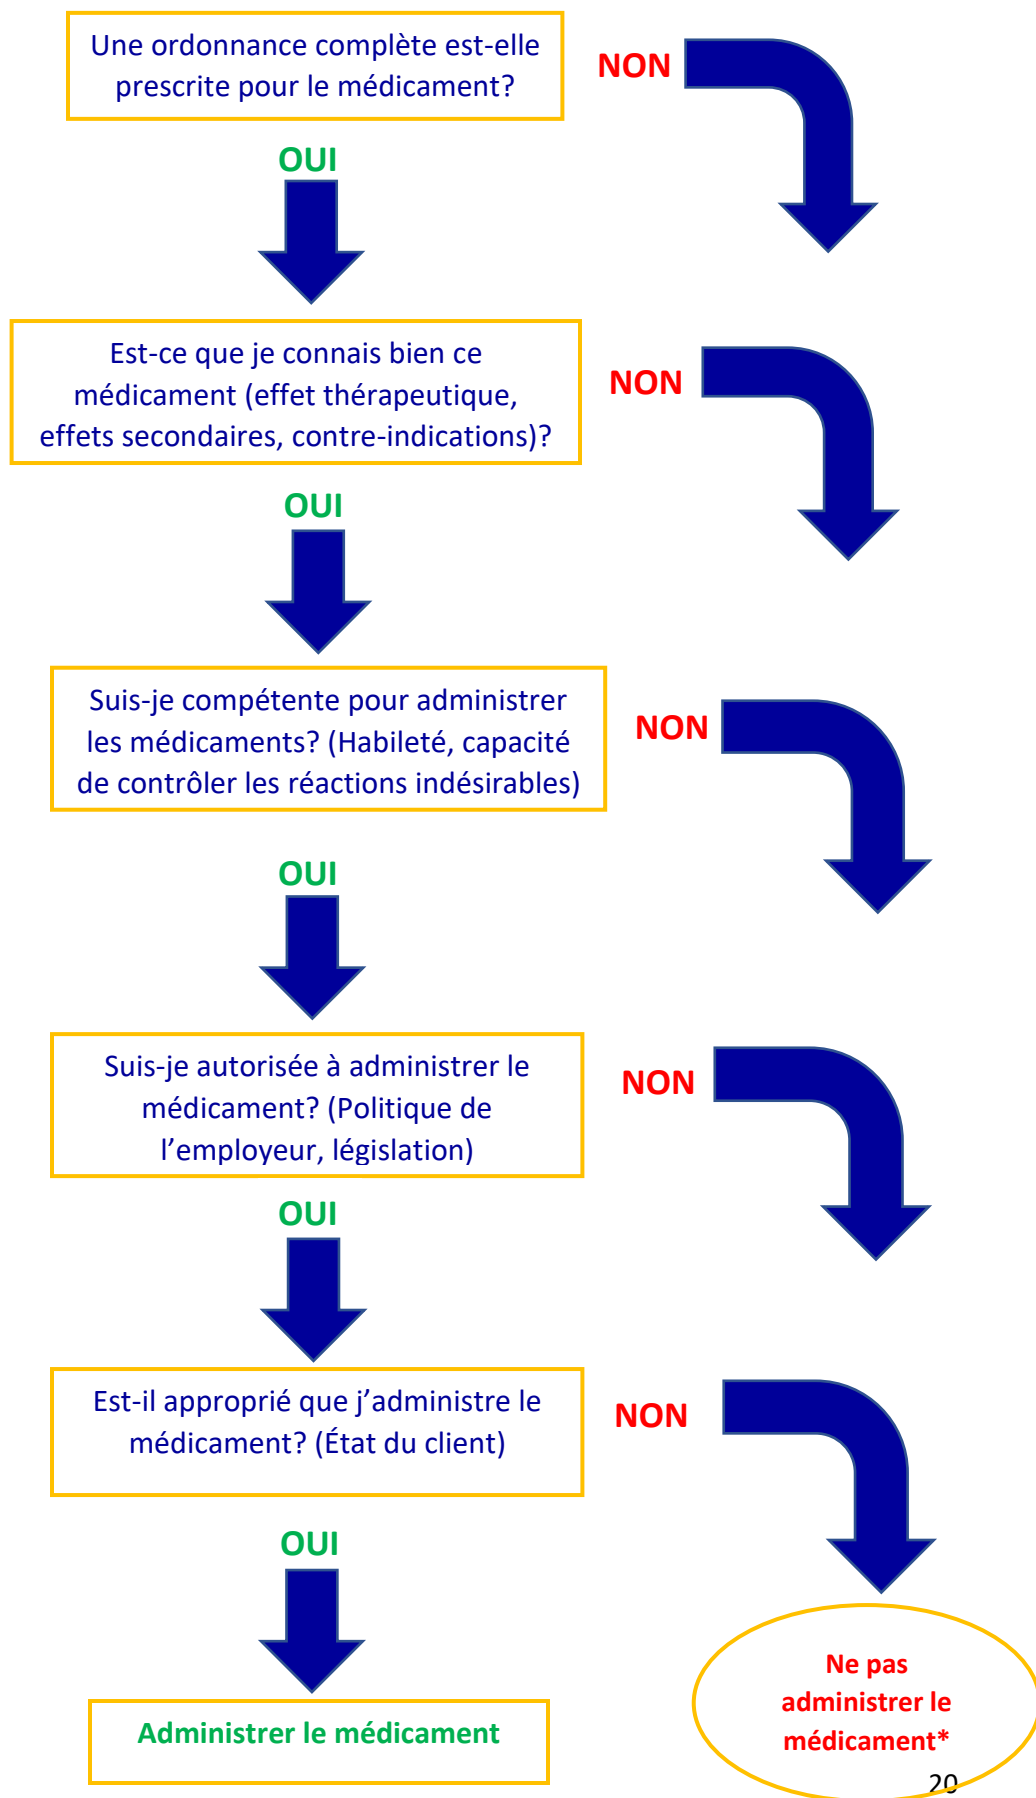 Une ordonnance complète est-elle
prescrite pour le médicament?
NON
OUI
Est-ce que je connais bien ce
médicament (effet thérapeutique,
effets secondaires, contre-indications)?
NON
OUI
Suis-je compétente pour administrer
les médicaments? (Habileté, capacité
de contrôler les réactions indésirables)
NON
OUI
Suis-je autorisée à administrer le
médicament? (Politique de
l’employeur, législation)
NON
OUI
Est-il approprié que j’administre le
médicament? (État du client)
NON
OUI
Administrer le médicament
Ne pas
administrer le
médicament*
20